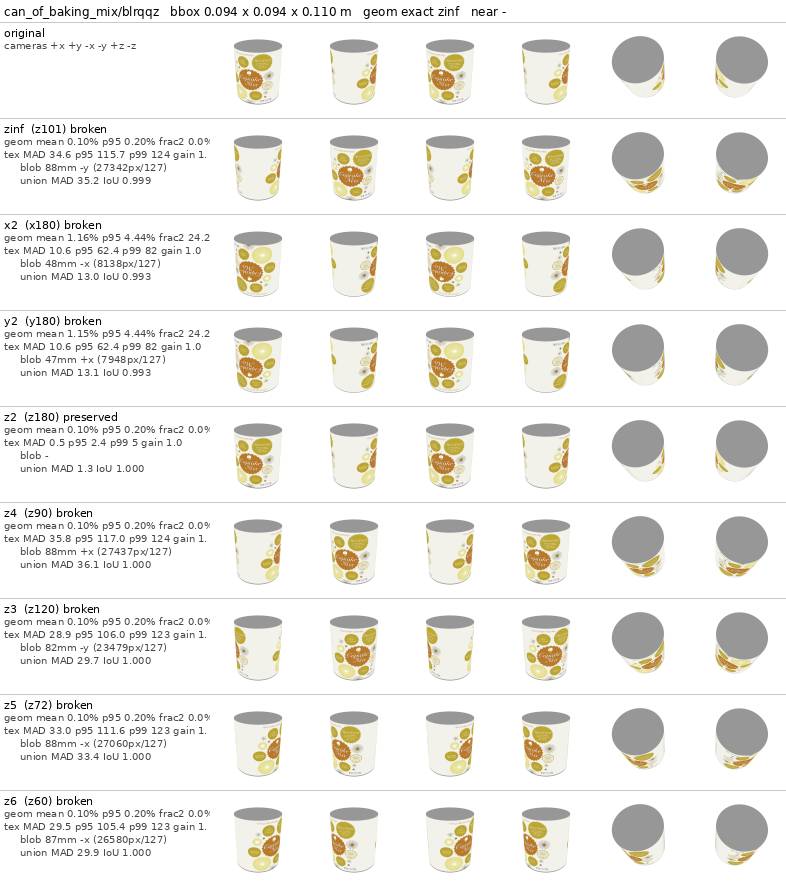 can_of_baking_mix/blrqqz bbox 0.094 x 0.094 x 0.110 m geom exact zinf near -
original
cameras +x +y -x -y +z -z
zinf (z101) broken
geom mean 0.10% p95 0.20% frac2 0.0%
tex MAD 34.6 p95 115.7 p99 124 gain 1.
blob 88mm -y (27342px/127)
union MAD 35.2 IoU 0.999
x2 (x180) broken
geom mean 1.16% p95 4.44% frac2 24.2
tex MAD 10.6 p95 62.4 p99 82 gain 1.0
blob 48mm -x (8138px/127)
union MAD 13.0 IoU 0.993
y2 (y180) broken
geom mean 1.15% p95 4.44% frac2 24.2
tex MAD 10.6 p95 62.4 p99 82 gain 1.0
blob 47mm +x (7948px/127)
union MAD 13.1 IoU 0.993
z2 (z180) preserved
geom mean 0.10% p95 0.20% frac2 0.0%
tex MAD 0.5 p95 2.4 p99 5 gain 1.0
blob -
union MAD 1.3 IoU 1.000
z4 (z90) broken
geom mean 0.10% p95 0.20% frac2 0.0%
tex MAD 35.8 p95 117.0 p99 124 gain 1.
blob 88mm +x (27437px/127)
union MAD 36.1 IoU 1.000
z3 (z120) broken
geom mean 0.10% p95 0.20% frac2 0.0%
tex MAD 28.9 p95 106.0 p99 123 gain 1.
blob 82mm -y (23479px/127)
union MAD 29.7 IoU 1.000
z5 (z72) broken
geom mean 0.10% p95 0.20% frac2 0.0%
tex MAD 33.0 p95 111.6 p99 123 gain 1.
blob 88mm -x (27060px/127)
union MAD 33.4 IoU 1.000
z6 (z60) broken
geom mean 0.10% p95 0.20% frac2 0.0%
tex MAD 29.5 p95 105.4 p99 123 gain 1.
blob 87mm -x (26580px/127)
union MAD 29.9 IoU 1.000